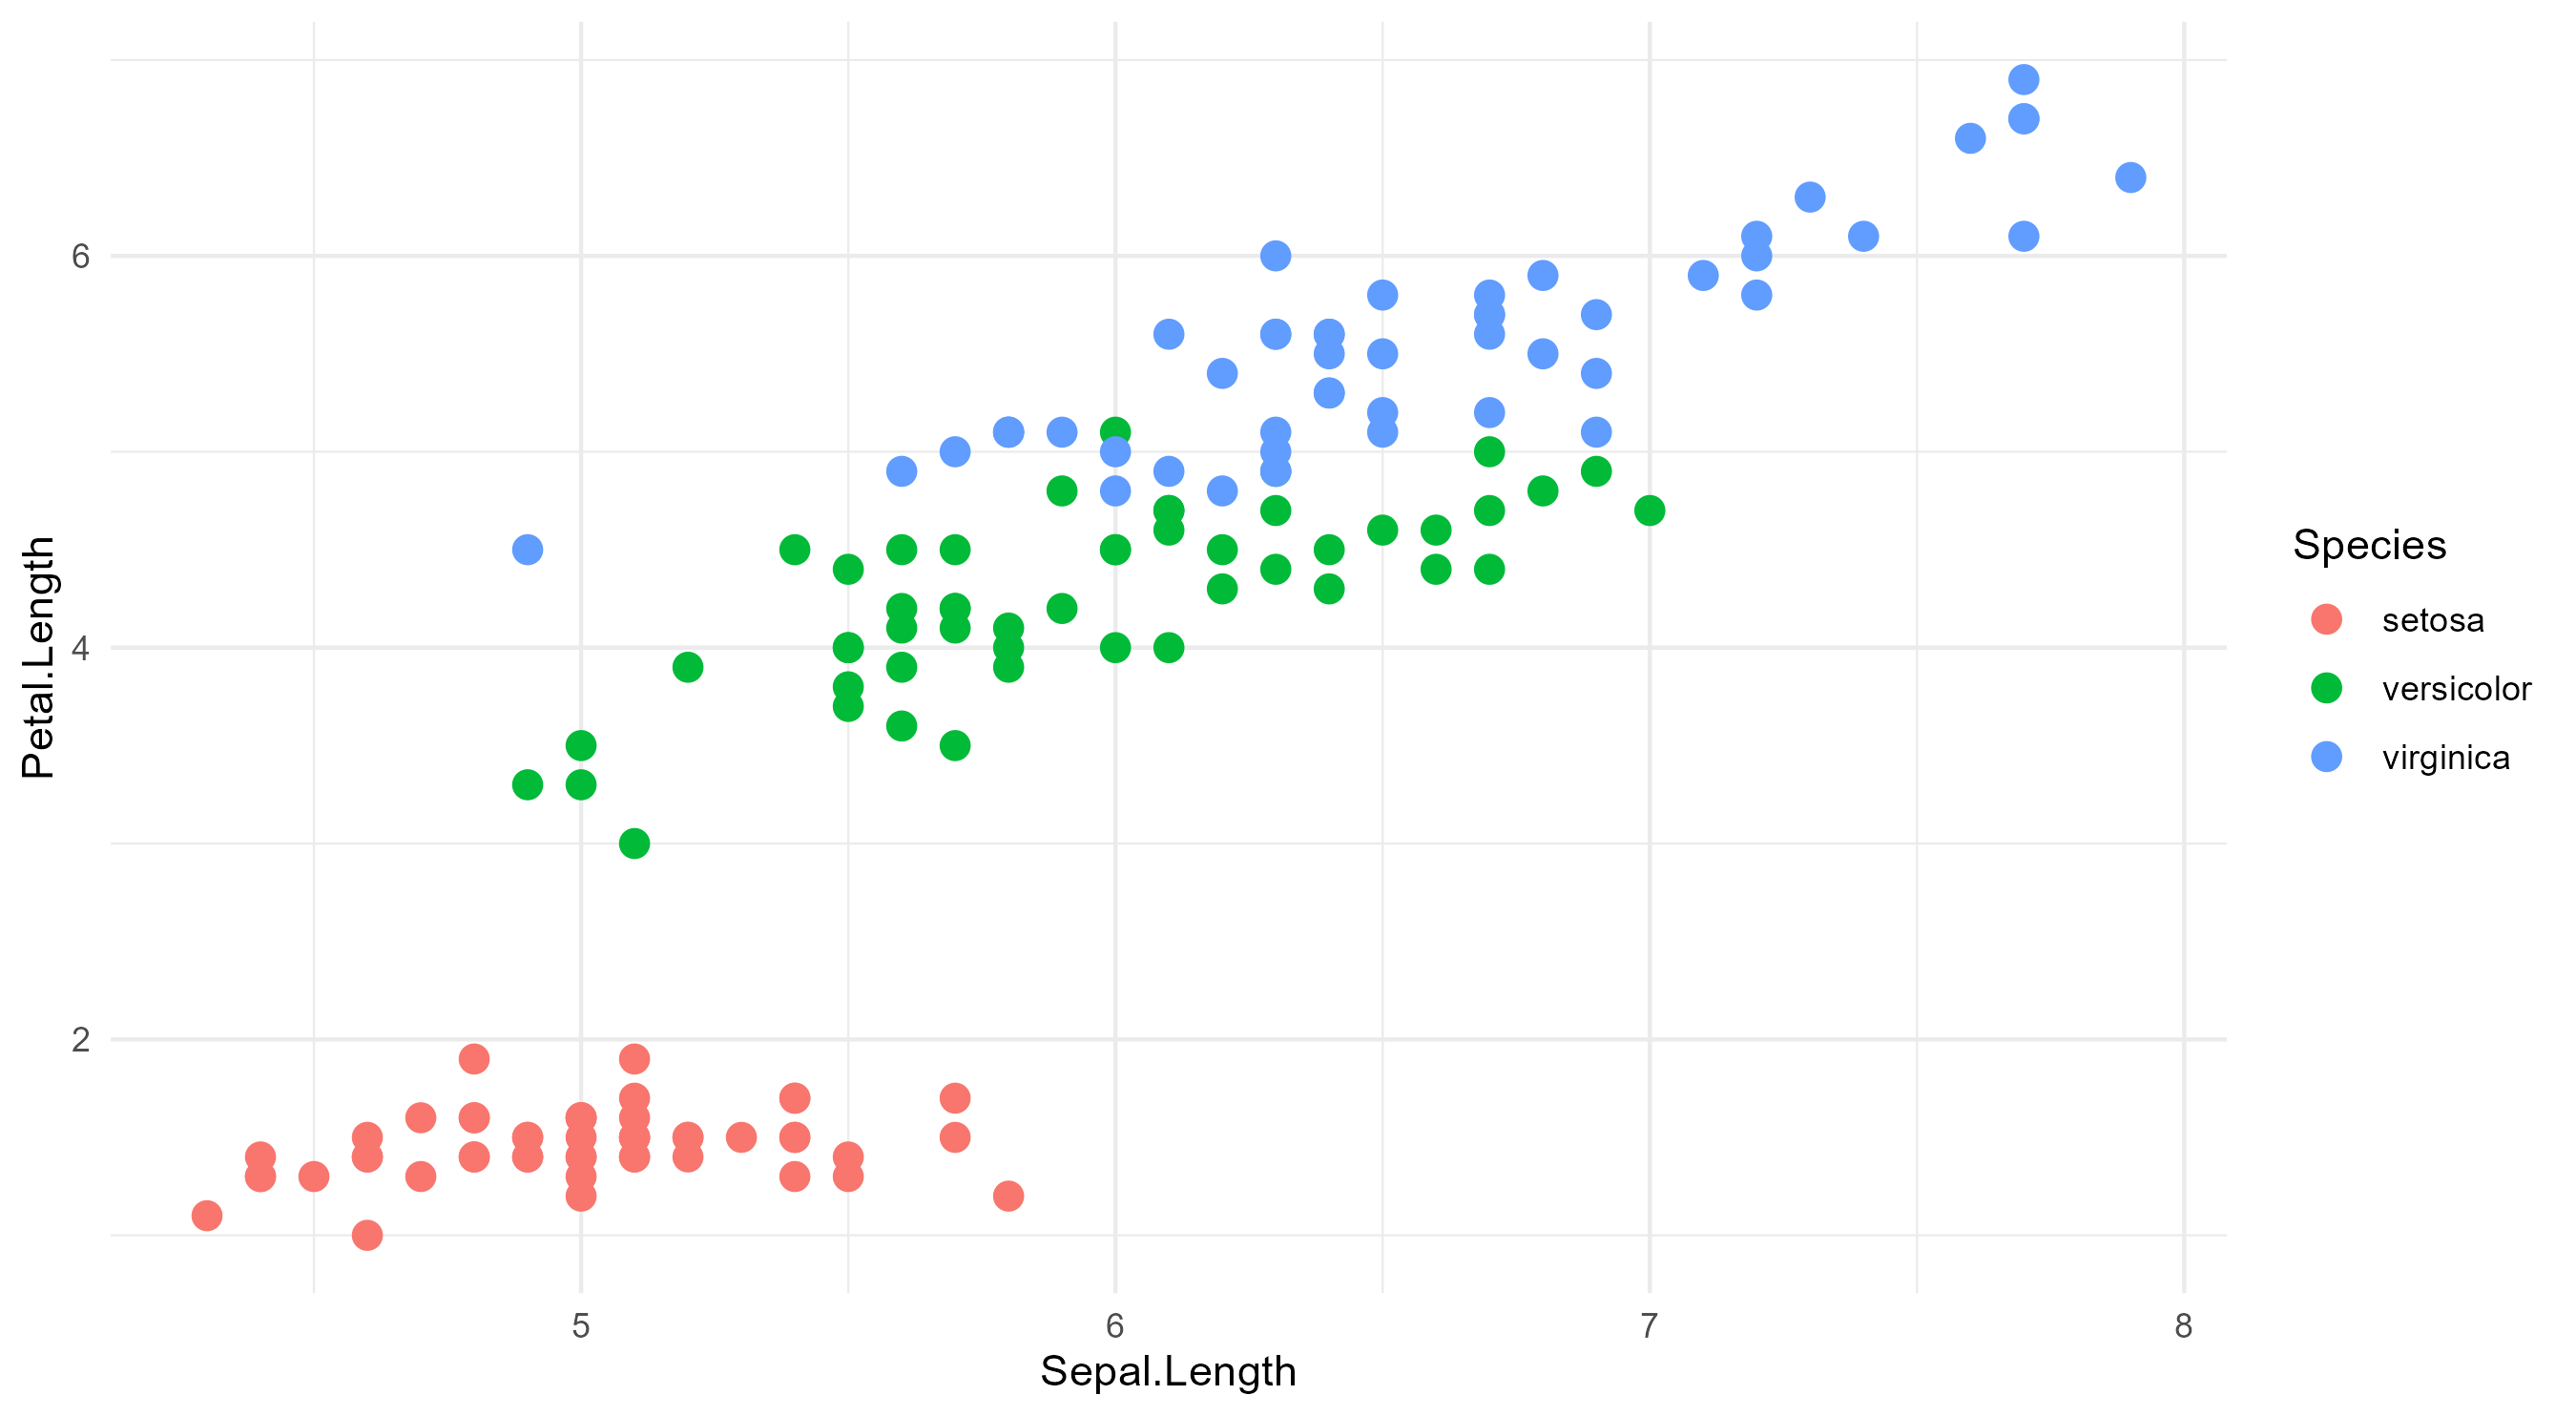 6
4
2
5
6
7
8
Sepal.Length
Petal.Length
Species
setosa
versicolor
virginica